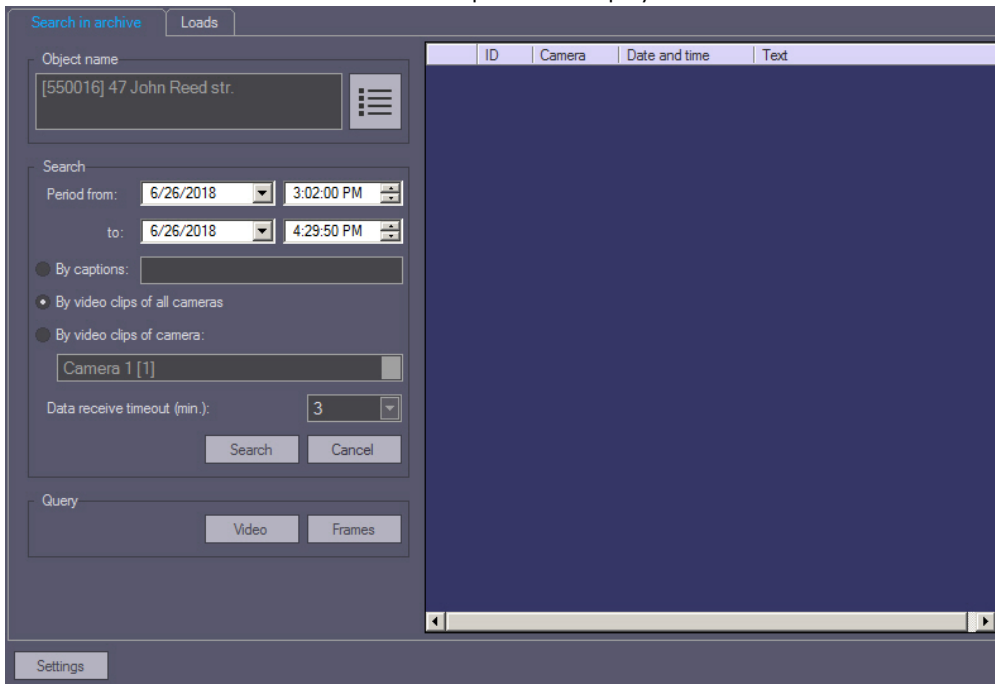 Search in archive Loads
Object name
[550016] 47 John Reed str.
ID Camera Date and time Text
Search
Period from: 6/26/2018 3:02:00 PM
to: 6/26/2018 4:29:50 PM
By captions:
By video clips of all cameras
By video clips of camera:
Camera 1 [1]
Data receive timeout (min.): 3
Search Cancel
Query
Video Frames
Settings